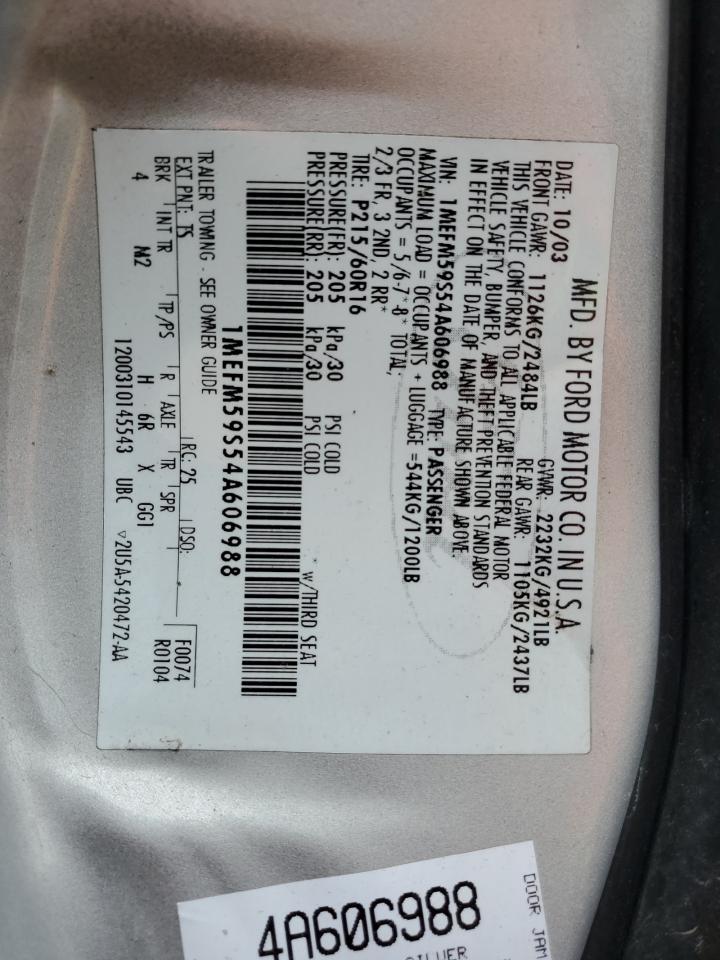 MFD. BY FORD MOTOR CO. IN U.S.A.
DATE: 10/03 GVWR: 2232KG/4921LB
FRONT GAWR: 1126KG/2484LB REAR GAWR: 1105KG/2437LB
THIS VEHICLE CONFORMS TO ALL APPLICABLE FEDERAL MOTOR
VEHICLE SAFETY, BUMPER, AND THEFT PREVENTION STANDARDS
IN EFFECT ON THE DATE OF MANUFACTURE SHOWN ABOVE.
VIN: 1MEFM59S54A606988 TYPE: PASSENGER
MAXIMUM LOAD = OCCUPANTS + LUGGAGE =544KG/1200LB
OCCUPANTS = 5/6-7*-8* TOTAL,
2/3 FR, 3 2ND, 2 RR*
TIRE: P215/60R16
PRESSURE(FR): 205 kPa/30 PSI COLD
PRESSURE(RR): 205 kPa/30 PSI COLD * w/THIRD SEAT
1MEFM59S54A606988
TRAILER TOWING - SEE OWNER GUIDE
EXT PNT: TS RC: 25 DSO: F0074
BRK INT TR TP/PS R AXLE TR SPR R0104
4 M2 H 6R X GG1
1200310145543 UBC ▽2U5A-5420472-AA
DOOR JAM
4A606988
SILVER